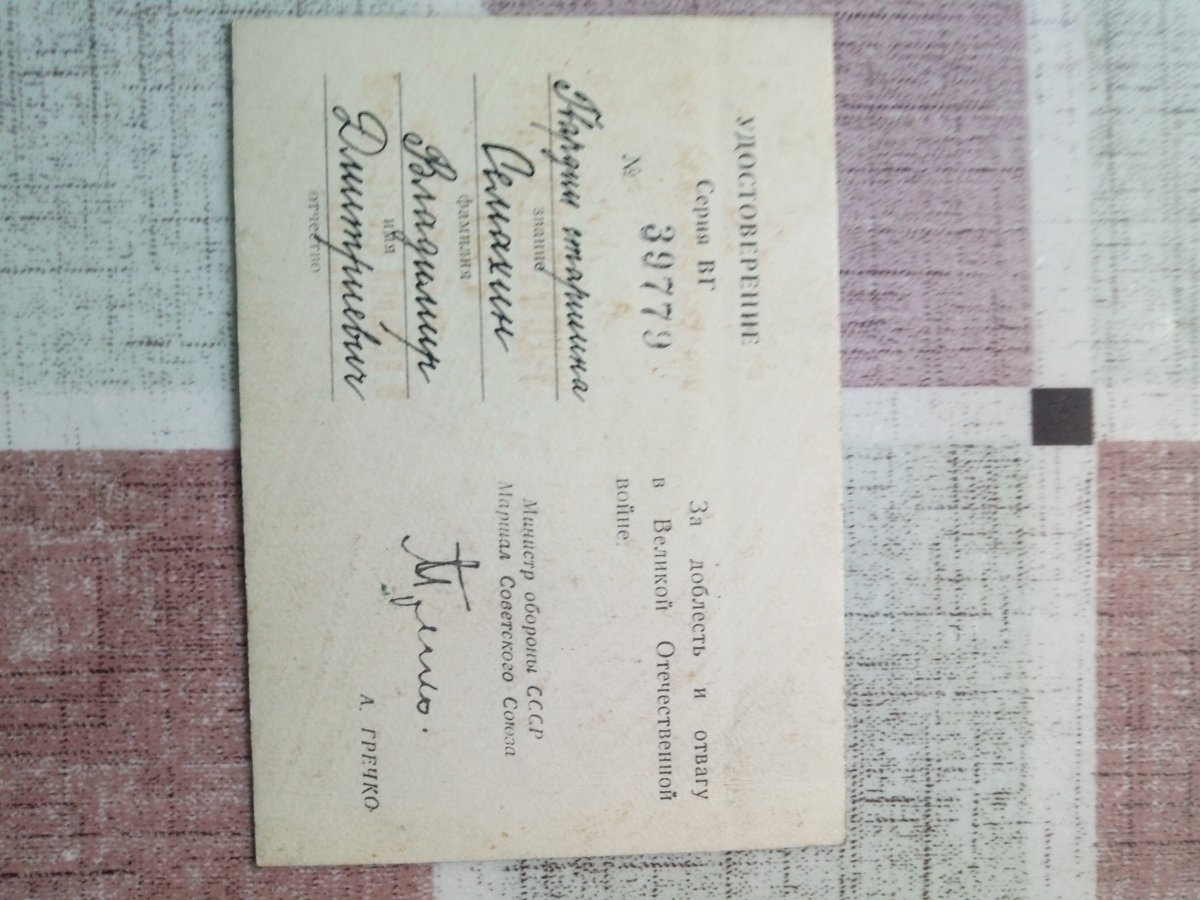 УДОСТОВЕРЕНИЕ
Серия ВГ
№ 39779
Гвардии старшина
звание
Семахин
фамилия
Владимир
имя
Дмитриевич
отчество
За доблесть и отвагу
в Великой Отечественной
войне.
Министр обороны СССР
Маршал Советского Союза
А. ГРЕЧКО